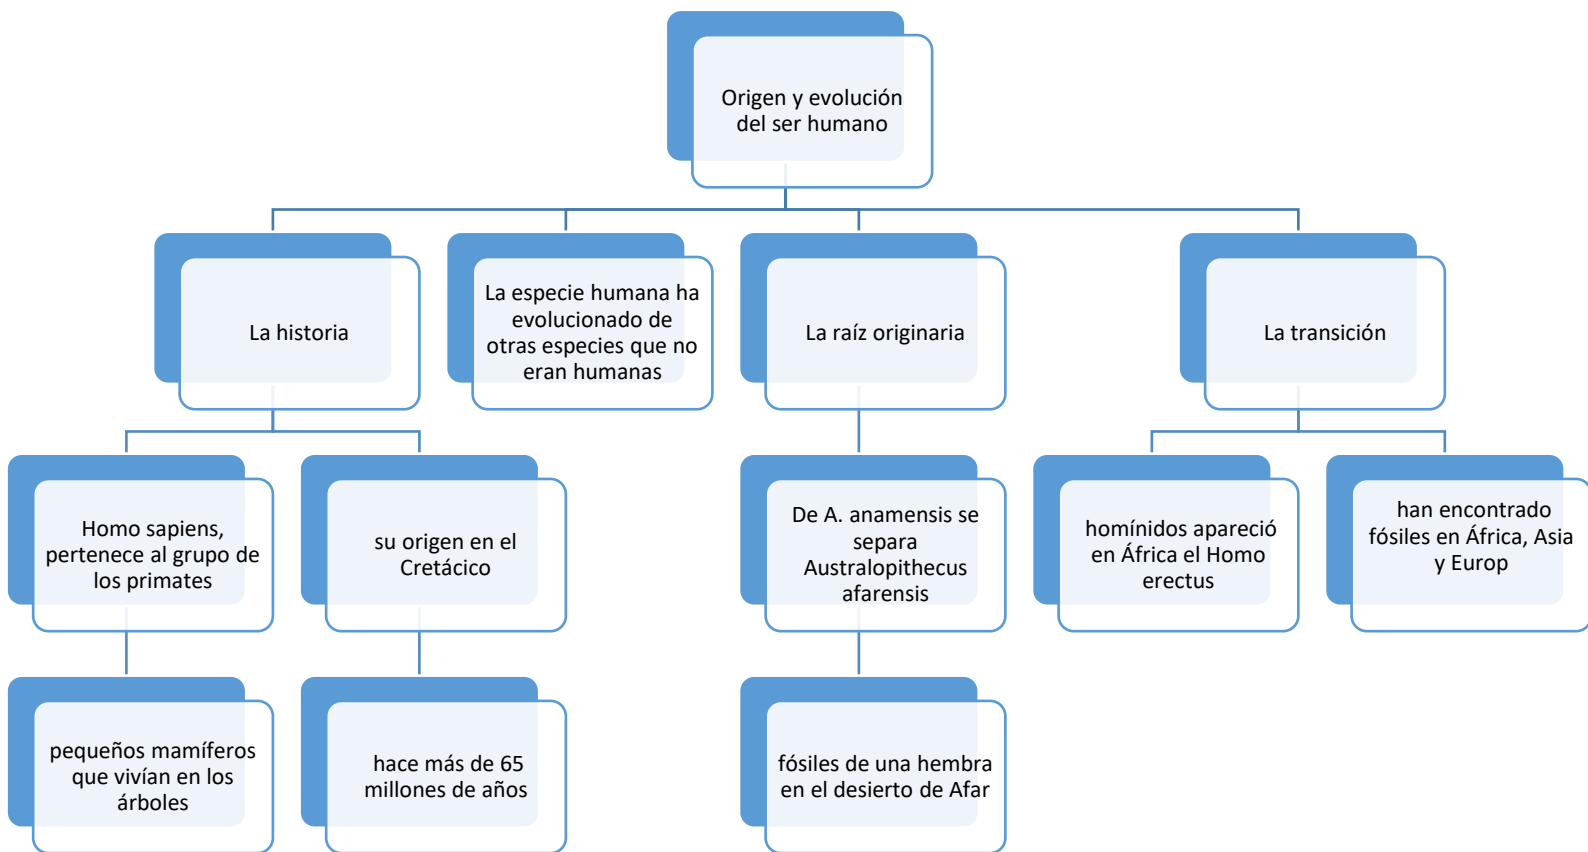 Origen y evolución
del ser humano
La historia
La especie humana ha
evolucionado de
otras especies que no
eran humanas
La raíz originaria
La transición
Homo sapiens,
pertenece al grupo de
los primates
su origen en el
Cretácico
De A. anamensis se
separa
Australopithecus
afarensis
homínidos apareció
en África el Homo
erectus
han encontrado
fósiles en África, Asia
y Europ
pequeños mamíferos
que vivían en los
árboles
hace más de 65
millones de años
fósiles de una hembra
en el desierto de Afar